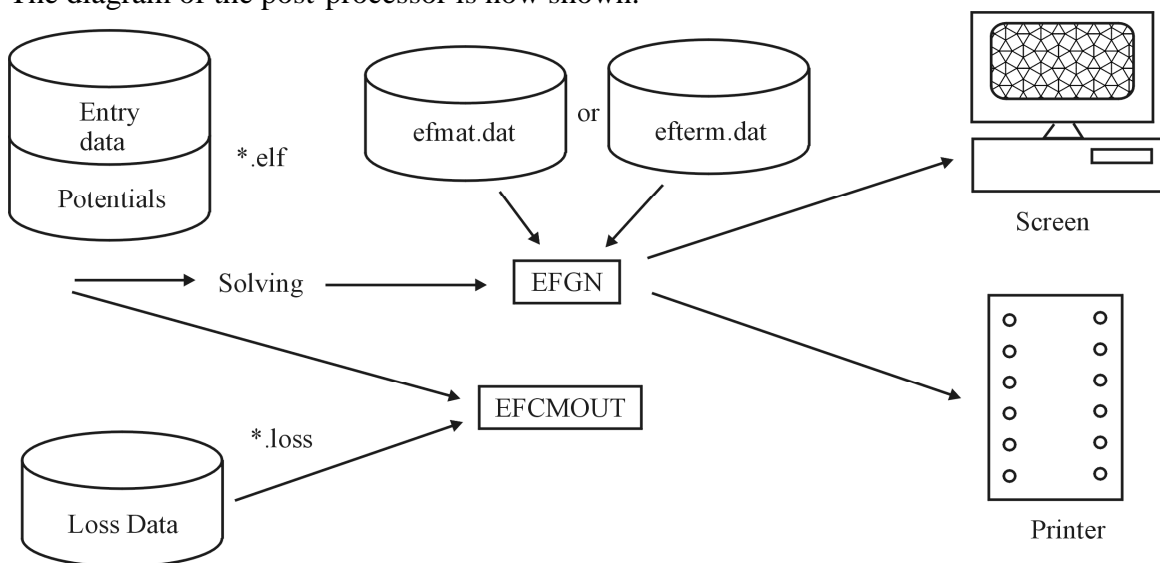 The diagram of the post-processor is now shown.
Entry
data
Potentials
*.elf
efmat.dat
or
efterm.dat
Screen
Solving
EFGN
EFCMOUT
*.loss
Loss Data
Printer